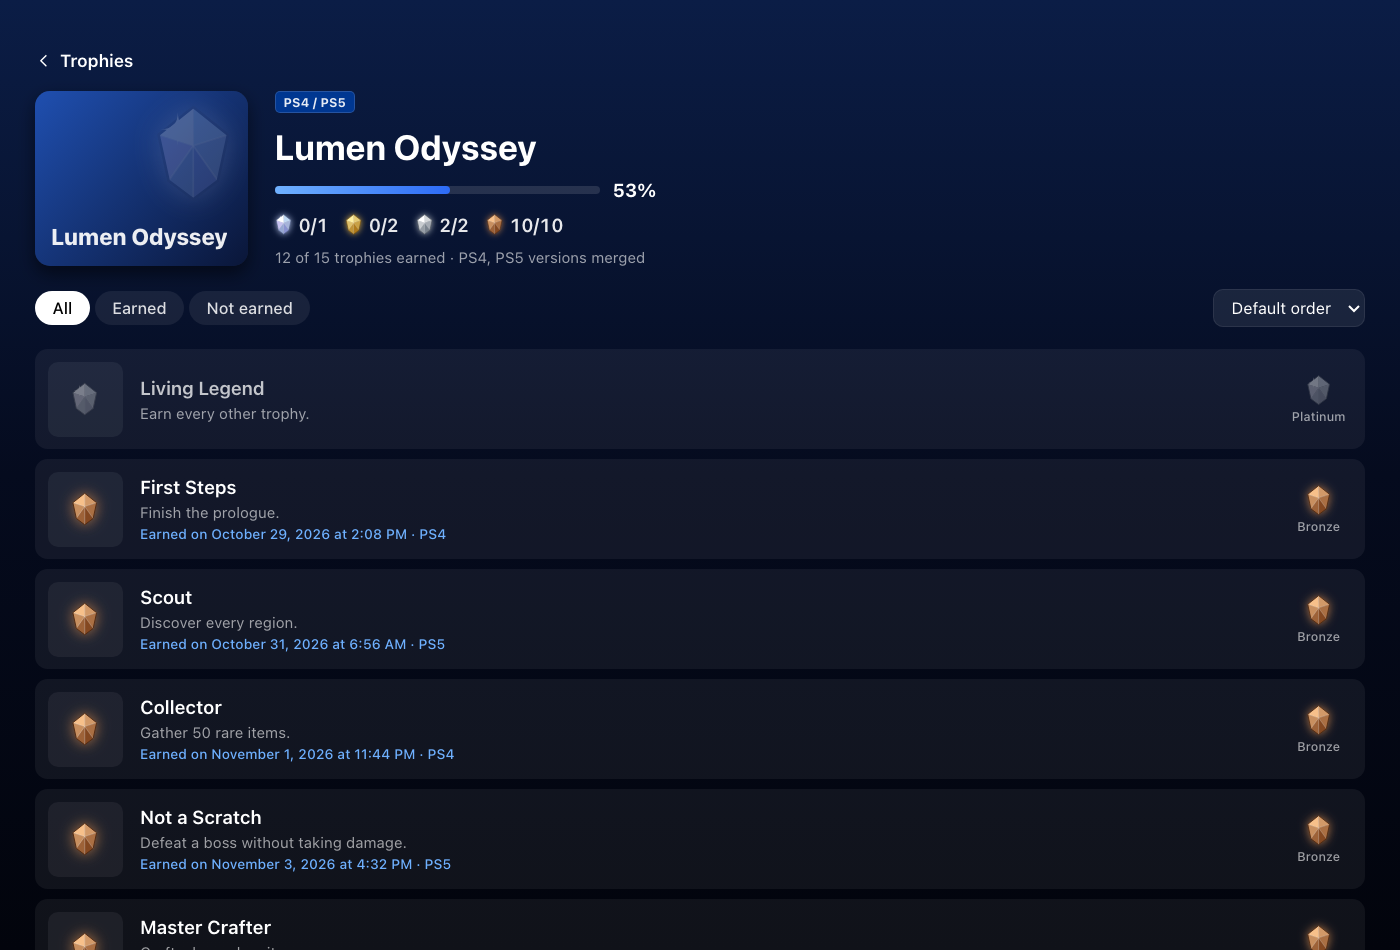 Trophies
Lumen Odyssey
PS4 / PS5
Lumen Odyssey
53%
0/1 0/2 2/2 10/10
12 of 15 trophies earned · PS4, PS5 versions merged
All Earned Not earned Default order
Living Legend
Earn every other trophy.
Platinum
First Steps
Finish the prologue.
Earned on October 29, 2026 at 2:08 PM · PS4
Bronze
Scout
Discover every region.
Earned on October 31, 2026 at 6:56 AM · PS5
Bronze
Collector
Gather 50 rare items.
Earned on November 1, 2026 at 11:44 PM · PS4
Bronze
Not a Scratch
Defeat a boss without taking damage.
Earned on November 3, 2026 at 4:32 PM · PS5
Bronze
Master Crafter